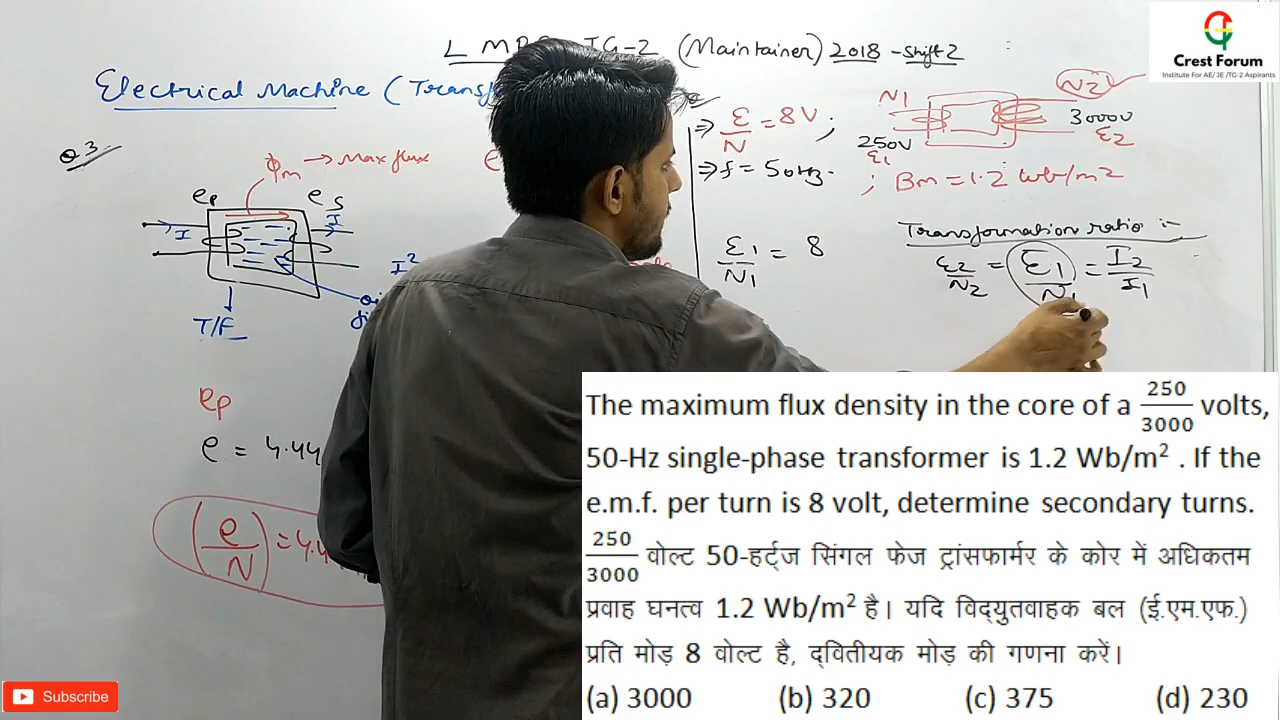 L M TG-2 (Maintainer) 2018 - Shift 2
Crest Forum
Institute For AE/ JE /TG-2 Aspirants
Electrical Machine (
Q3
ϕm → Max flux
ep es
I I
I²
T/F
ep
e = 4.44
(e/N) = 4.4
⇒ E/N = 8V ;
⇒ f = 50Hz. ; Bm = 1.2 wb/m2
N1 N2
250V 3000V
E1 E2
E1/N1 = 8
Transformation ratio :-
E2/N2 = E1/N1 = I2/I1
The maximum flux density in the core of a 250/3000 volts,
50-Hz single-phase transformer is 1.2 Wb/m² . If the
e.m.f. per turn is 8 volt, determine secondary turns.
250/3000 वोल्ट 50-हर्ट्ज सिंगल फेज ट्रांसफार्मर के कोर में अधिकतम
प्रवाह घनत्व 1.2 Wb/m² है। यदि विद्युतवाहक बल (ई.एम.एफ.)
प्रति मोड़ 8 वोल्ट है, द्वितीयक मोड़ की गणना करें।
(a) 3000 (b) 320 (c) 375 (d) 230
Subscribe